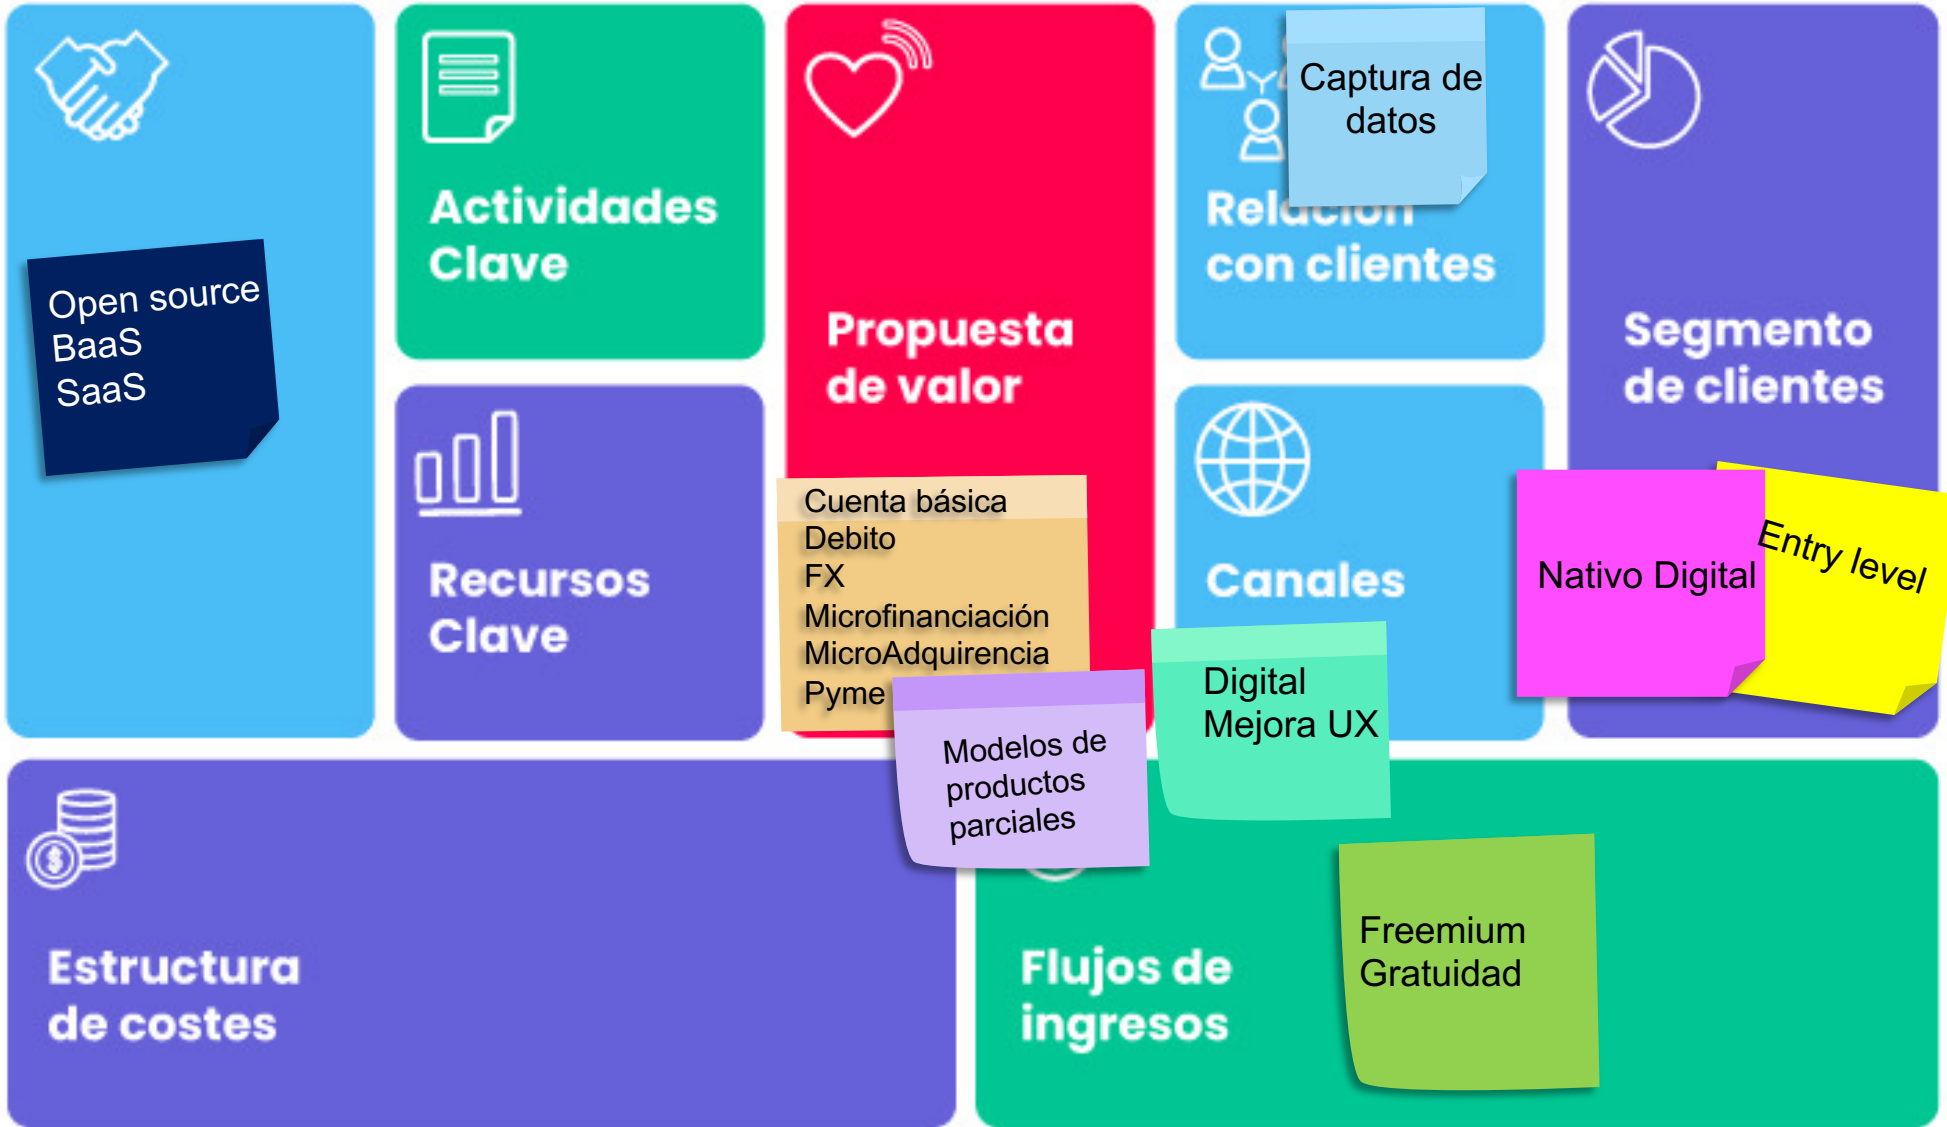 Open source
BaaS
SaaS
Actividades
Clave
Recursos
Clave
Propuesta
de valor
Cuenta básica
Debito
FX
Microfinanciación
MicroAdquirencia
Pyme
Modelos de
productos
parciales
Captura de
datos
Relación
con clientes
Canales
Digital
Mejora UX
Segmento
de clientes
Nativo Digital
Entry level
Estructura
de costes
Flujos de
ingresos
Freemium
Gratuidad